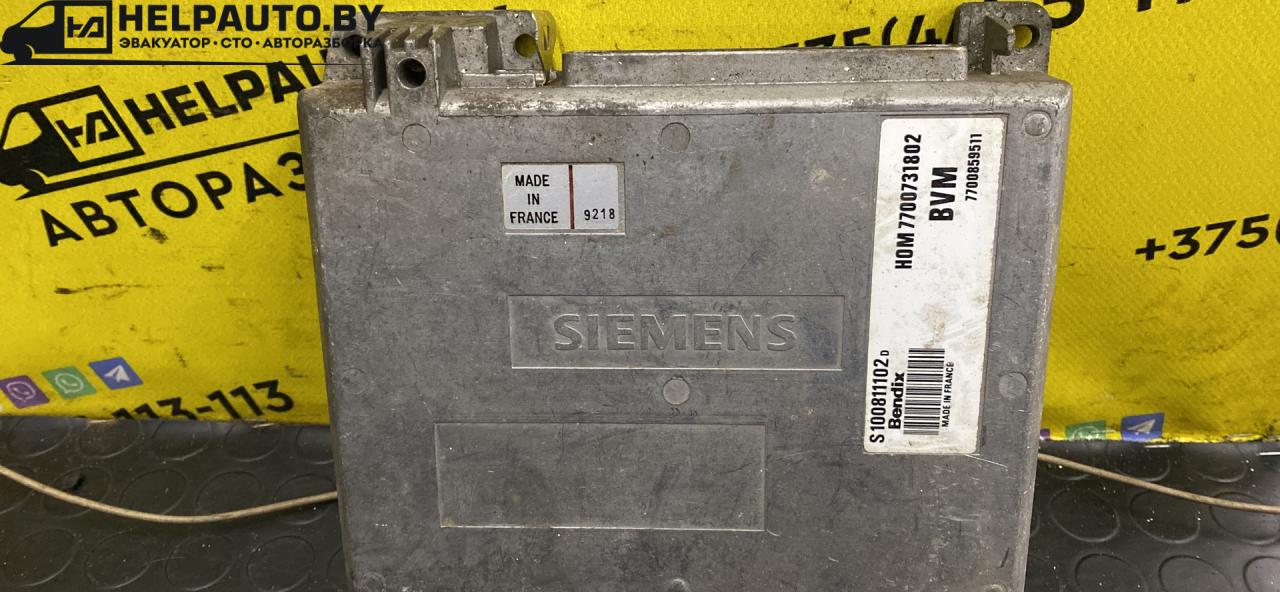 HELPAUTO.BY
ЭВАКУАТОР · СТО · АВТОРАЗБОРКА
HELPAU
АВТОРАЗ
113-113
+375
MADE
IN
FRANCE
9218
SIEMENS
HOM 7700731802
BVM
7700859511
S100811102 D
Bendix
MADE IN FRANCE